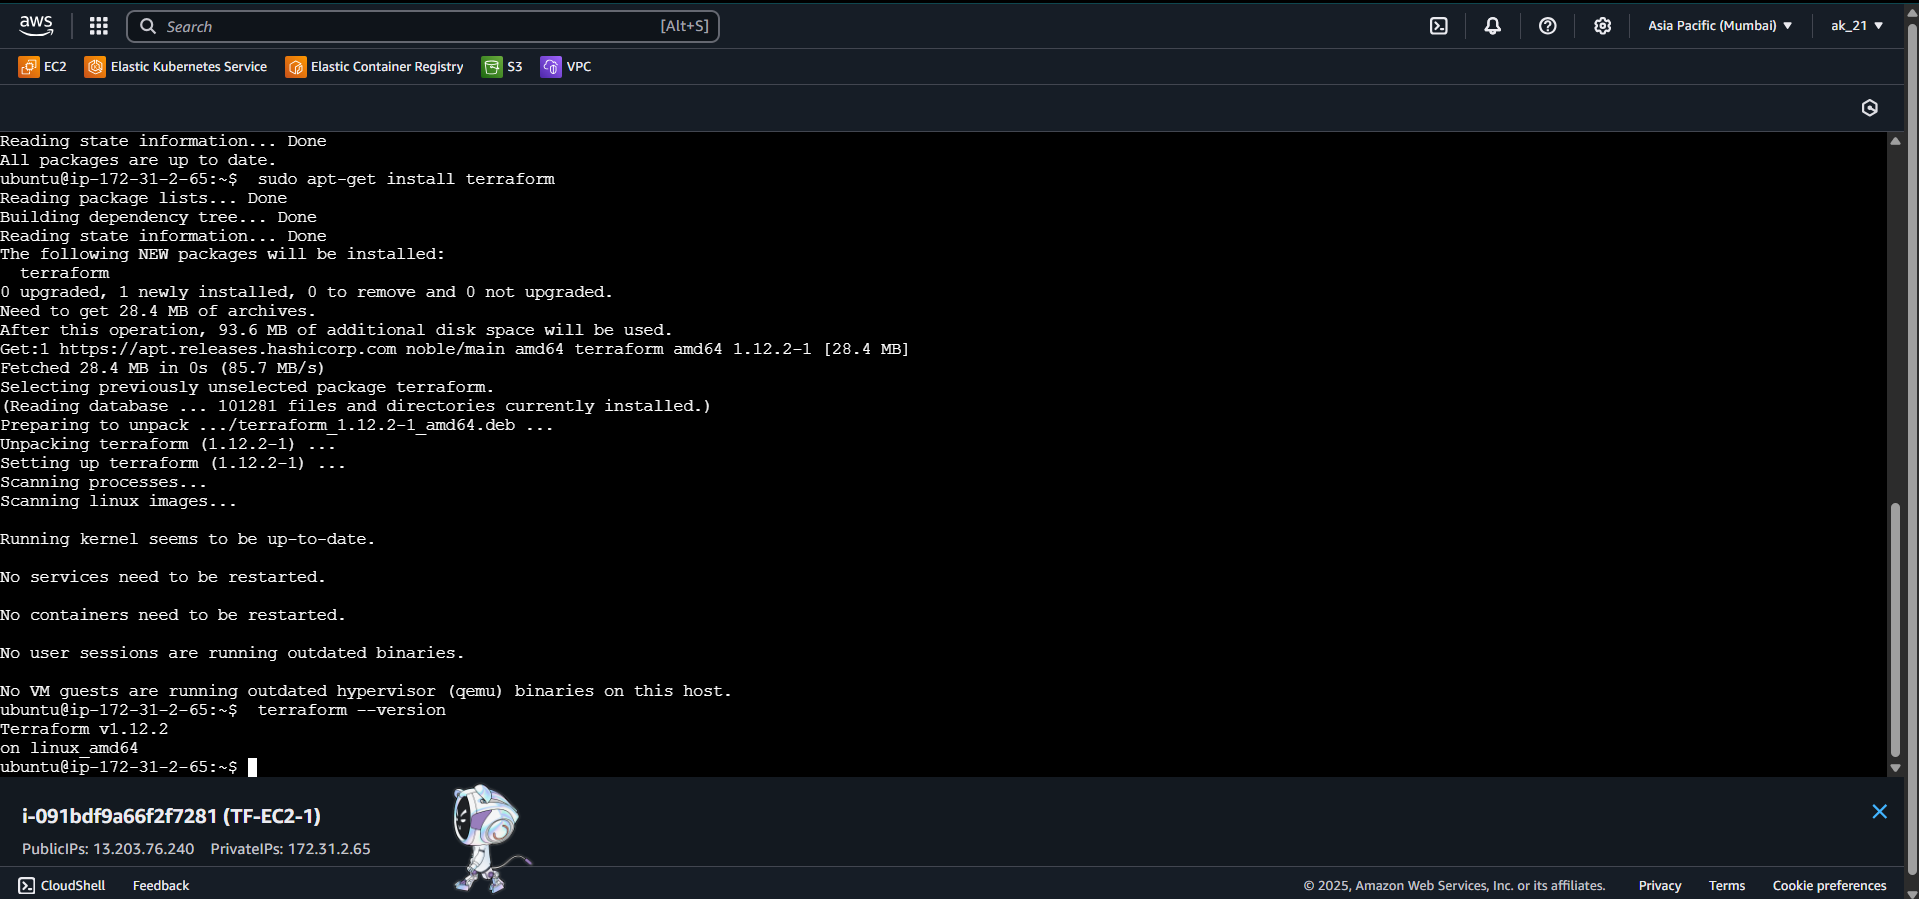 aws
Search [Alt+S]
Asia Pacific (Mumbai) ▼
ak_21 ▼
EC2
Elastic Kubernetes Service
Elastic Container Registry
S3
VPC
Reading state information... Done
All packages are up to date.
ubuntu@ip-172-31-2-65:~$  sudo apt-get install terraform
Reading package lists... Done
Building dependency tree... Done
Reading state information... Done
The following NEW packages will be installed:
  terraform
0 upgraded, 1 newly installed, 0 to remove and 0 not upgraded.
Need to get 28.4 MB of archives.
After this operation, 93.6 MB of additional disk space will be used.
Get:1 https://apt.releases.hashicorp.com noble/main amd64 terraform amd64 1.12.2-1 [28.4 MB]
Fetched 28.4 MB in 0s (85.7 MB/s)
Selecting previously unselected package terraform.
(Reading database ... 101281 files and directories currently installed.)
Preparing to unpack .../terraform_1.12.2-1_amd64.deb ...
Unpacking terraform (1.12.2-1) ...
Setting up terraform (1.12.2-1) ...
Scanning processes...
Scanning linux images...
Running kernel seems to be up-to-date.
No services need to be restarted.
No containers need to be restarted.
No user sessions are running outdated binaries.
No VM guests are running outdated hypervisor (qemu) binaries on this host.
ubuntu@ip-172-31-2-65:~$  terraform --version
Terraform v1.12.2
on linux_amd64
ubuntu@ip-172-31-2-65:~$
i-091bdf9a66f2f7281 (TF-EC2-1)
PublicIPs: 13.203.76.240 PrivateIPs: 172.31.2.65
CloudShell
Feedback
© 2025, Amazon Web Services, Inc. or its affiliates.
Privacy
Terms
Cookie preferences